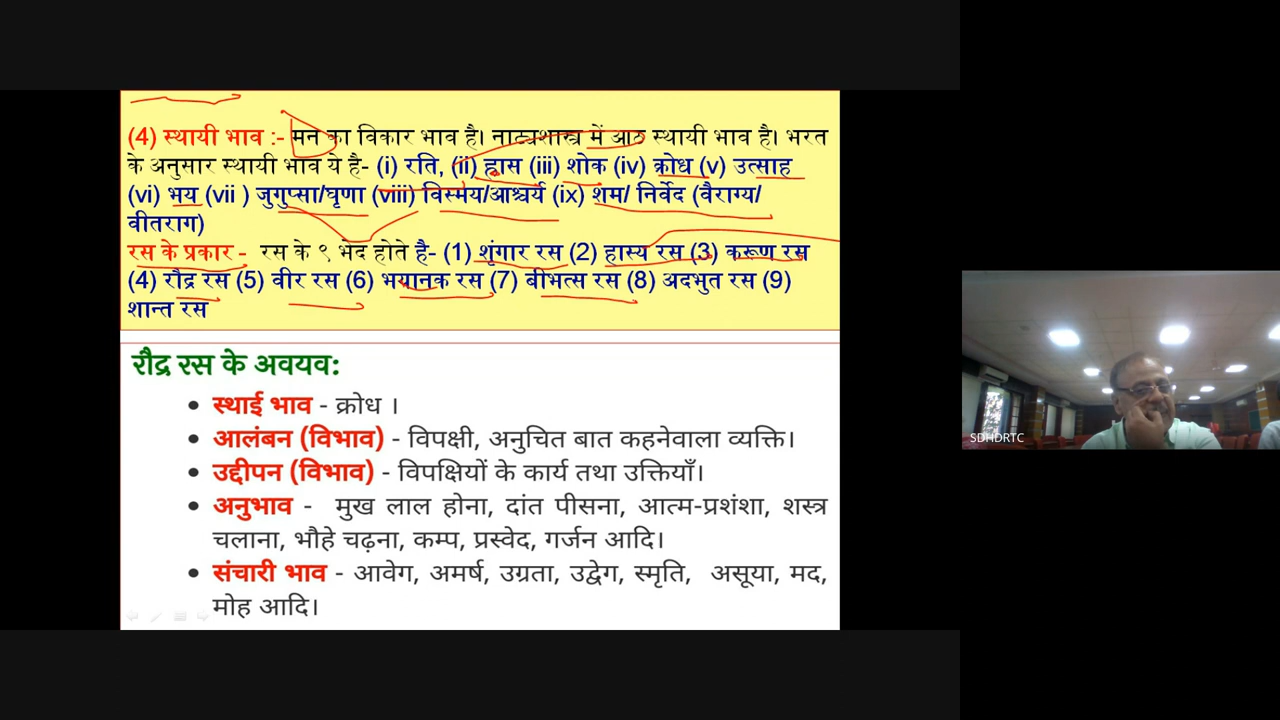 (4) स्थायी भाव :- मन का विकार भाव है। नाट्यशास्त्र में आठ स्थायी भाव है। भरत
के अनुसार स्थायी भाव ये है- (i) रति, (ii) ह्रास (iii) शोक (iv) क्रोध (v) उत्साह
(vi) भय (vii ) जुगुप्सा/घृणा (viii) विस्मय/आश्चर्य (ix) शम/ निर्वेद (वैराग्य/
वीतराग)
रस के प्रकार - रस के ९ भेद होते है- (1) शृंगार रस (2) हास्य रस (3) करूण रस
(4) रौद्र रस (5) वीर रस (6) भयानक रस (7) बीभत्स रस (8) अदभुत रस (9)
शान्त रस
रौद्र रस के अवयव:
• स्थाई भाव - क्रोध ।
• आलंबन (विभाव) - विपक्षी, अनुचित बात कहनेवाला व्यक्ति।
• उद्दीपन (विभाव) - विपक्षियों के कार्य तथा उक्तियाँ।
• अनुभाव - मुख लाल होना, दांत पीसना, आत्म-प्रशंशा, शस्त्र
चलाना, भौहे चढ़ना, कम्प, प्रस्वेद, गर्जन आदि।
• संचारी भाव - आवेग, अमर्ष, उग्रता, उद्वेग, स्मृति, असूया, मद,
मोह आदि।
SDHDRTC